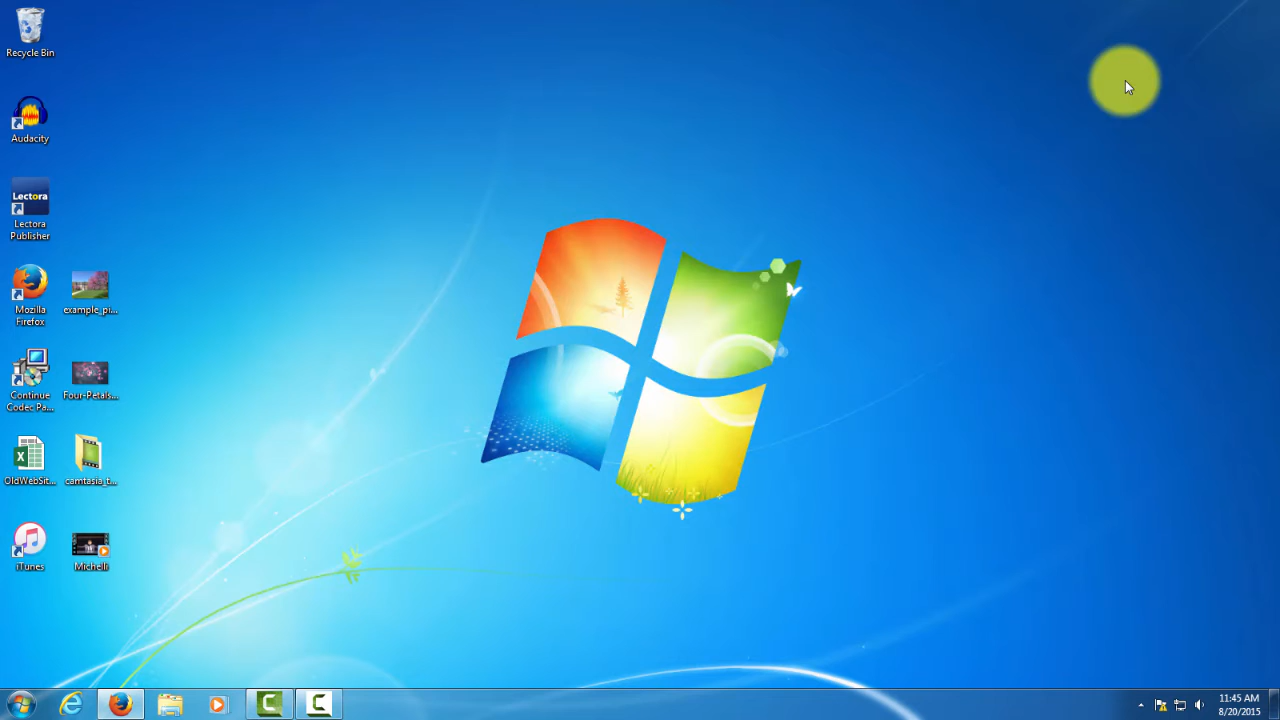 Recycle Bin
Audacity
Lectora
Lectora
Publisher
Mozilla
Firefox
example_pi...
Continue
Codec Pa...
Four-Petals...
OldWebSit...
camtasia_t...
iTunes
Michelli
11:45 AM
8/20/2015